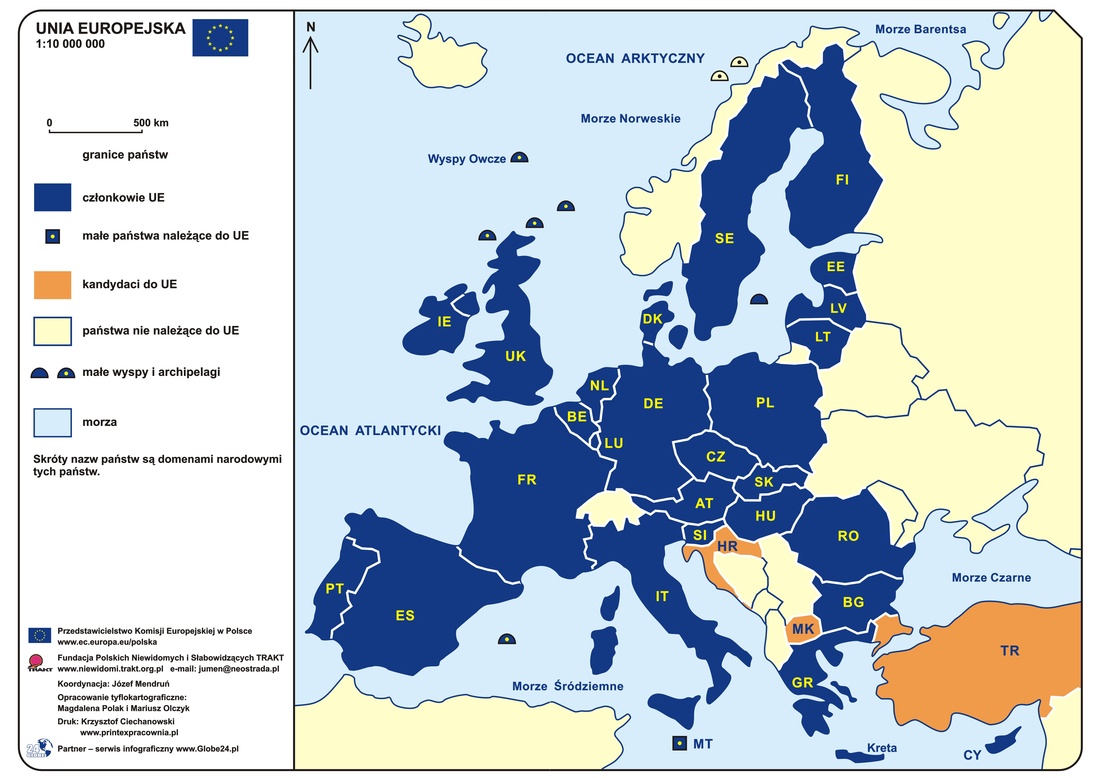 UNIA EUROPEJSKA
1:10 000 000
0 500 km
granice państw
członkowie UE
małe państwa należące do UE
kandydaci do UE
państwa nie należące do UE
małe wyspy i archipelagi
morza
Skróty nazw państw są domenami narodowymi
tych państw.
Przedstawicielstwo Komisji Europejskiej w Polsce
www.ec.europa.eu/polska
Fundacja Polskich Niewidomych i Słabowidzących TRAKT
www.niewidomi.trakt.org.pl e-mail: jumen@neostrada.pl
TRAKT
Koordynacja: Józef Mendruń
Opracowanie tyflokartograficzne:
Magdalena Polak i Mariusz Olczyk
Druk: Krzysztof Ciechanowski
www.printexpracownia.pl
24
GLOBE
Partner – serwis infograficzny www.Globe24.pl
N
Morze Barentsa
OCEAN ARKTYCZNY
Morze Norweskie
Wyspy Owcze
FI
SE
EE
LV
DK
IE
LT
UK
NL
DE
PL
BE
OCEAN ATLANTYCKI
LU
CZ
FR
SK
AT
HU
SI
RO
HR
Morze Czarne
PT
IT
BG
ES
MK
TR
GR
Morze Śródziemne
MT
Kreta
CY